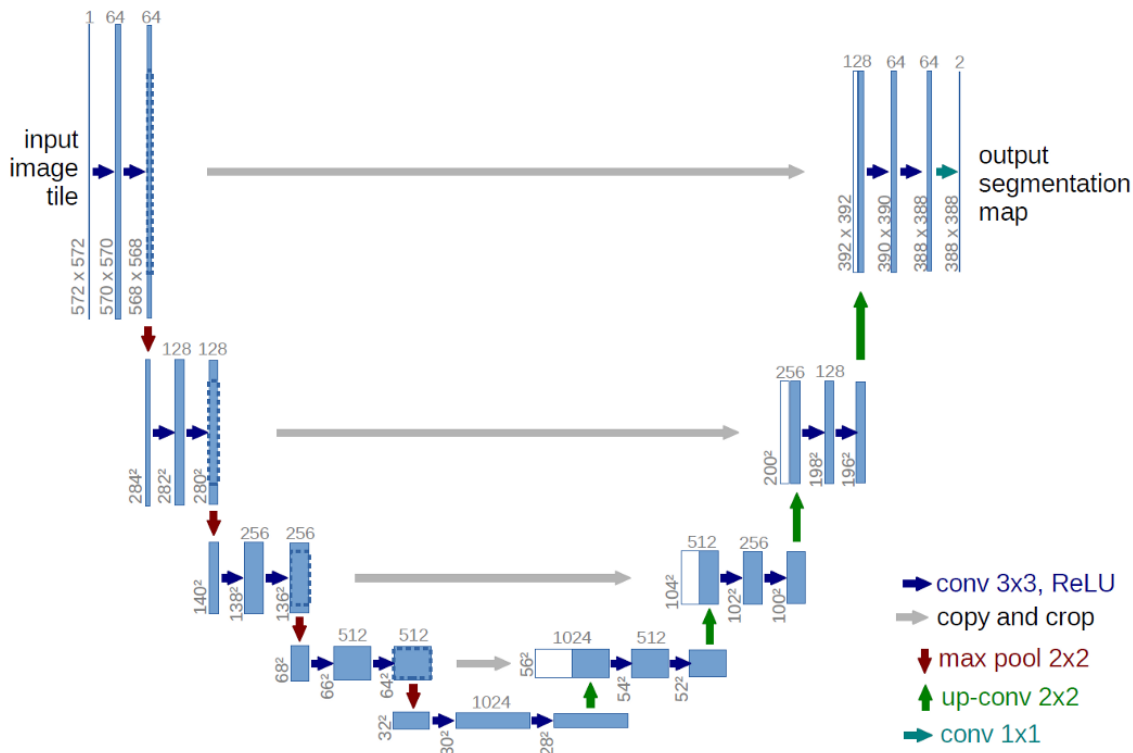 1
64
64
input
image
tile
572 x 572
570 x 570
568 x 568
128
64
64
2
output
segmentation
map
392 x 392
390 x 390
388 x 388
388 x 388
128
128
284²
282²
280²
256
128
200²
198²
196²
256
256
140²
138²
136²
512
256
104²
102²
100²
512
512
68²
66²
64²
1024
512
56²
54²
52²
1024
32²
30²
28²
conv 3x3, ReLU
copy and crop
max pool 2x2
up-conv 2x2
conv 1x1